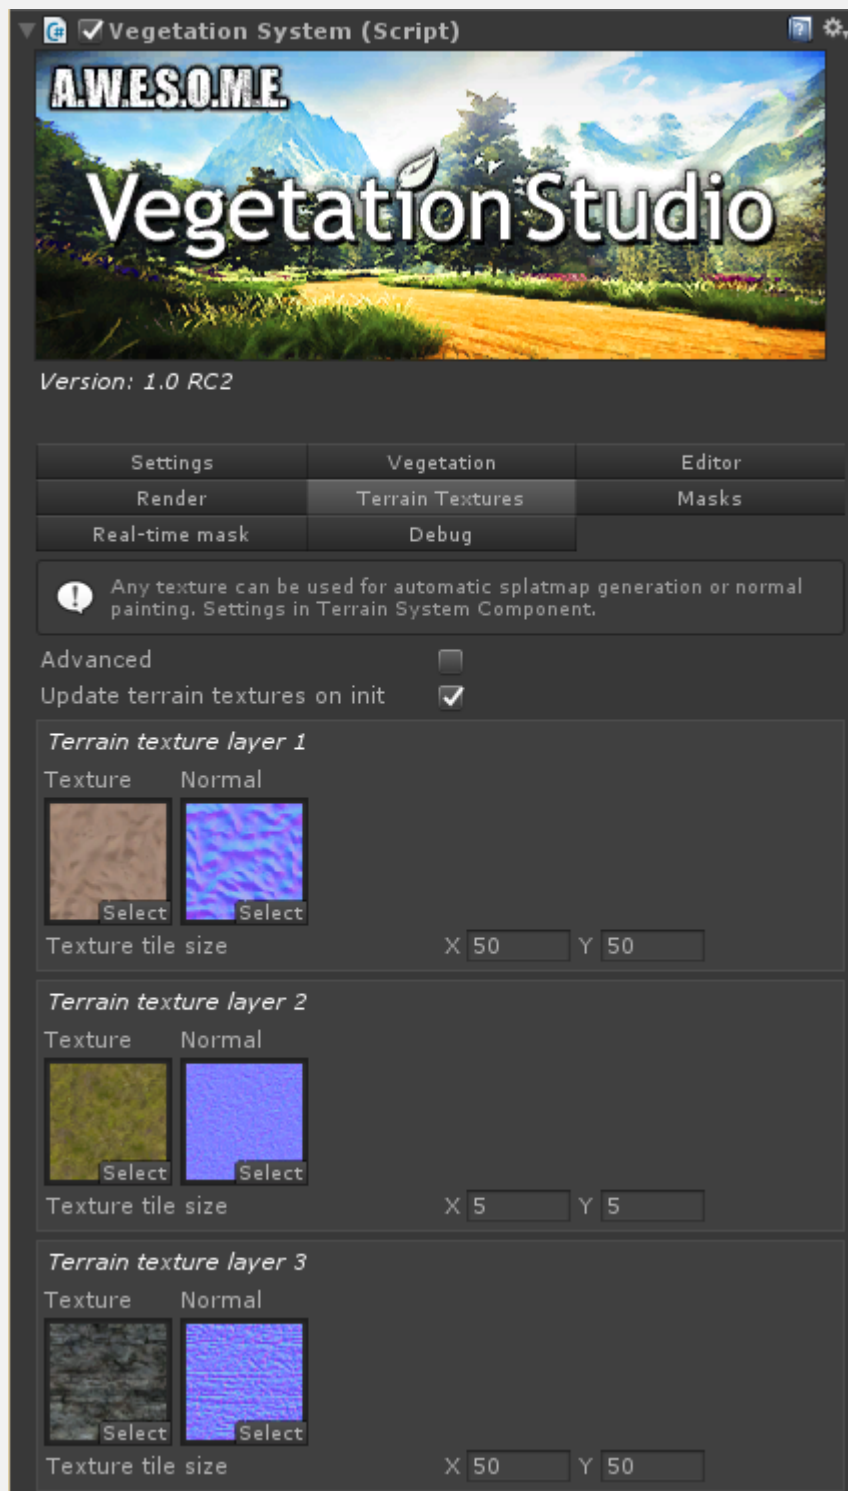 Vegetation System (Script)
A.W.E.S.O.M.E.
Vegetation Studio
Version: 1.0 RC2
Settings Vegetation Editor
Render Terrain Textures Masks
Real-time mask Debug
Any texture can be used for automatic splatmap generation or normal
painting. Settings in Terrain System Component.
Advanced
Update terrain textures on init
Terrain texture layer 1
Texture Normal
Select Select
Texture tile size X 50 Y 50
Terrain texture layer 2
Texture Normal
Select Select
Texture tile size X 5 Y 5
Terrain texture layer 3
Texture Normal
Select Select
Texture tile size X 50 Y 50